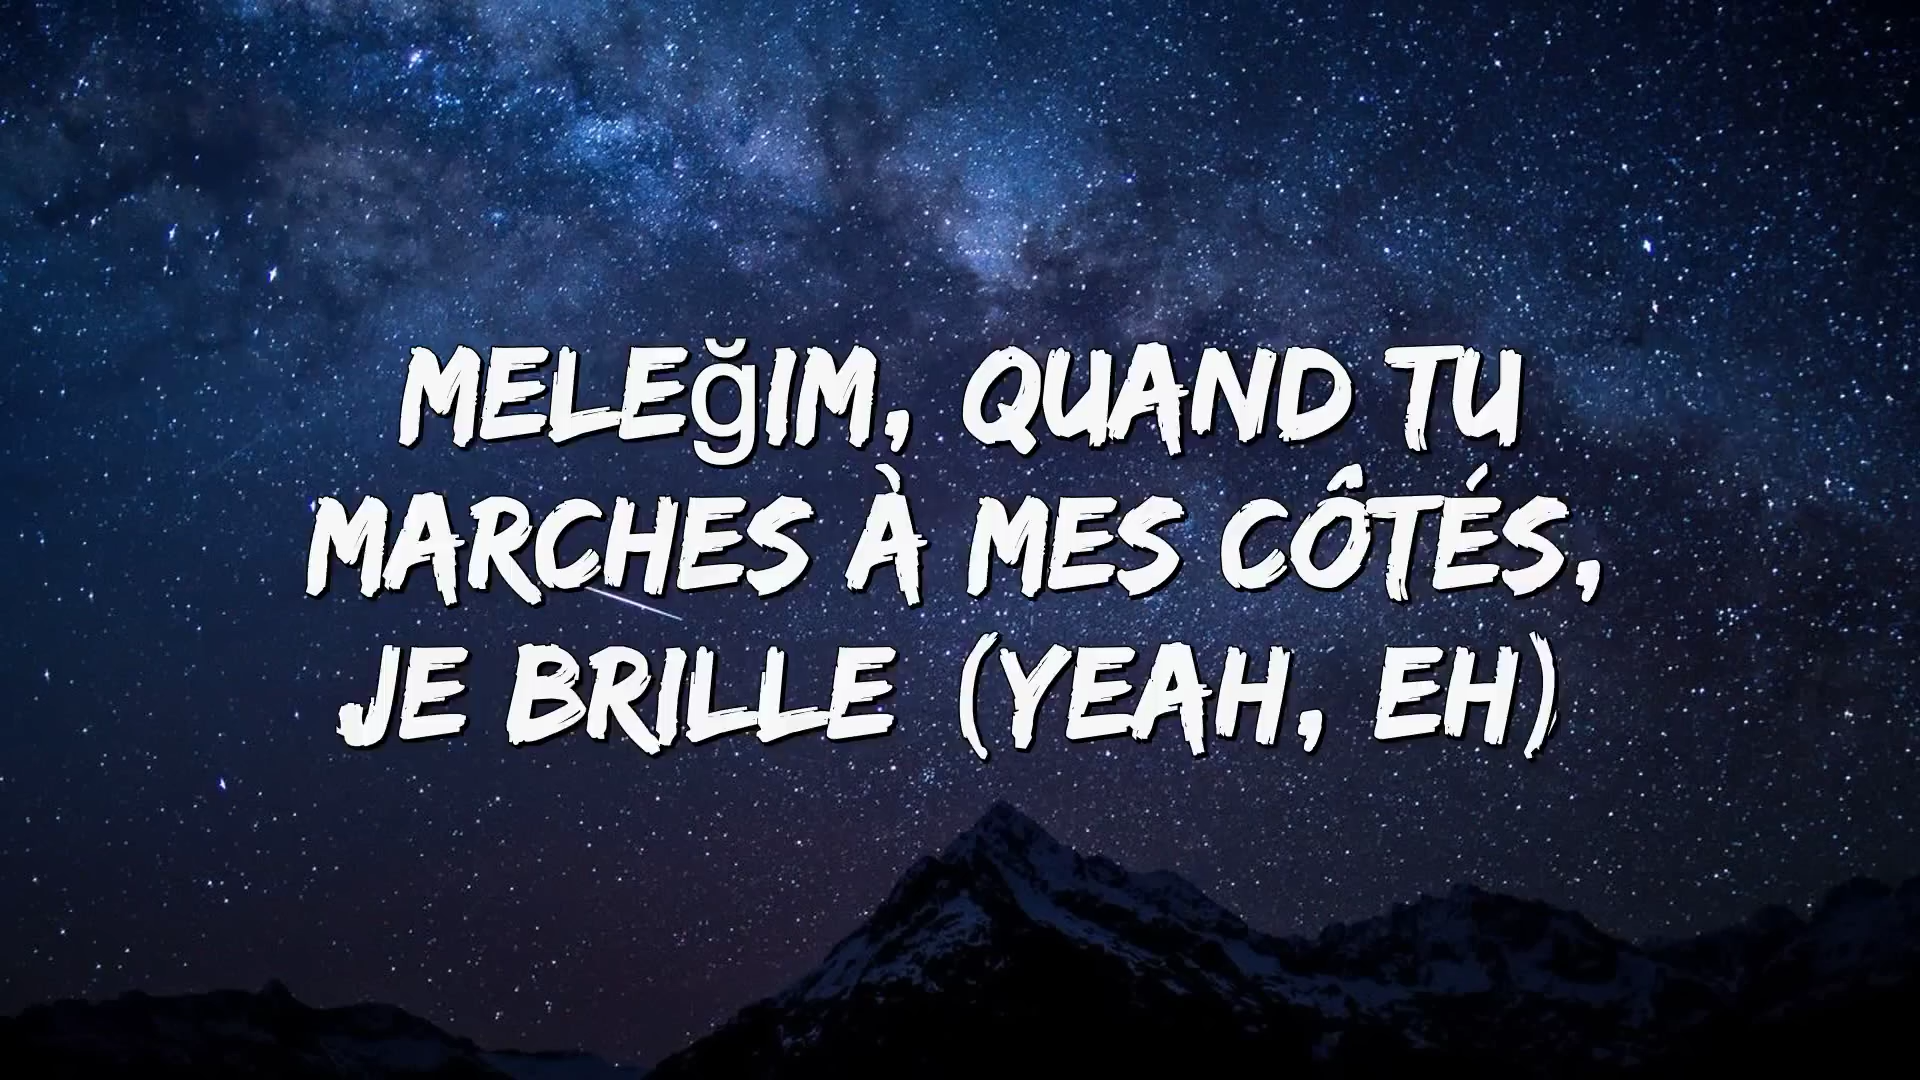 MELEğIM, QUAND TU
MARCHES À MES CÔTÉS,
JE BRILLE (YEAH, EH)